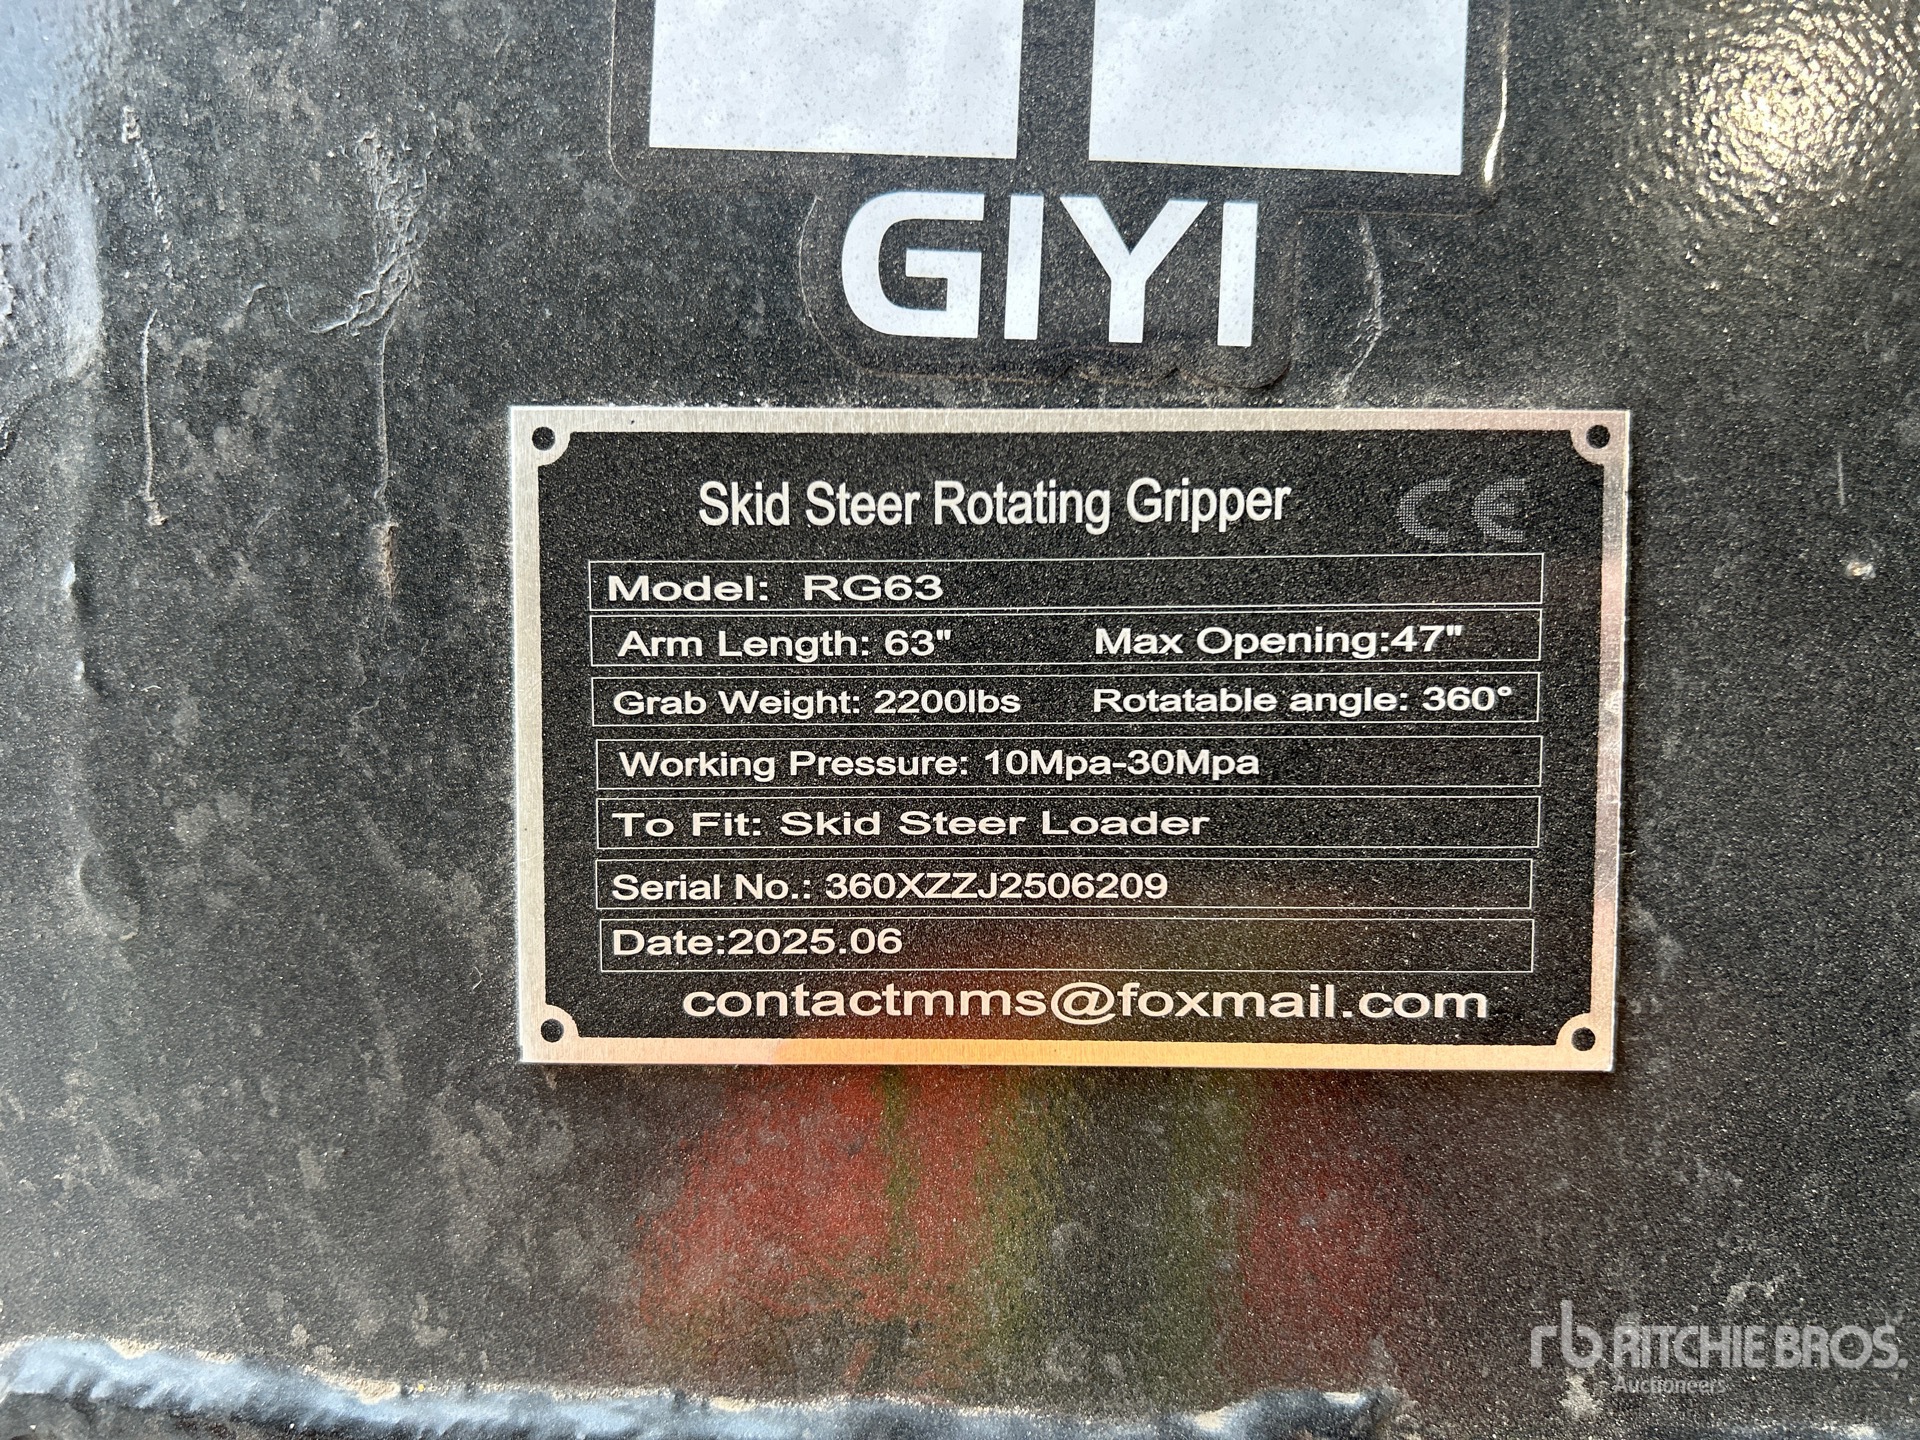 GIYI
Skid Steer Rotating Gripper CE
Model: RG63
Arm Length: 63" Max Opening:47"
Grab Weight: 2200lbs Rotatable angle: 360°
Working Pressure: 10Mpa-30Mpa
To Fit: Skid Steer Loader
Serial No.: 360XZZJ2506209
Date:2025.06
contactmms@foxmail.com
rb RITCHIE BROS.
Auctioneers